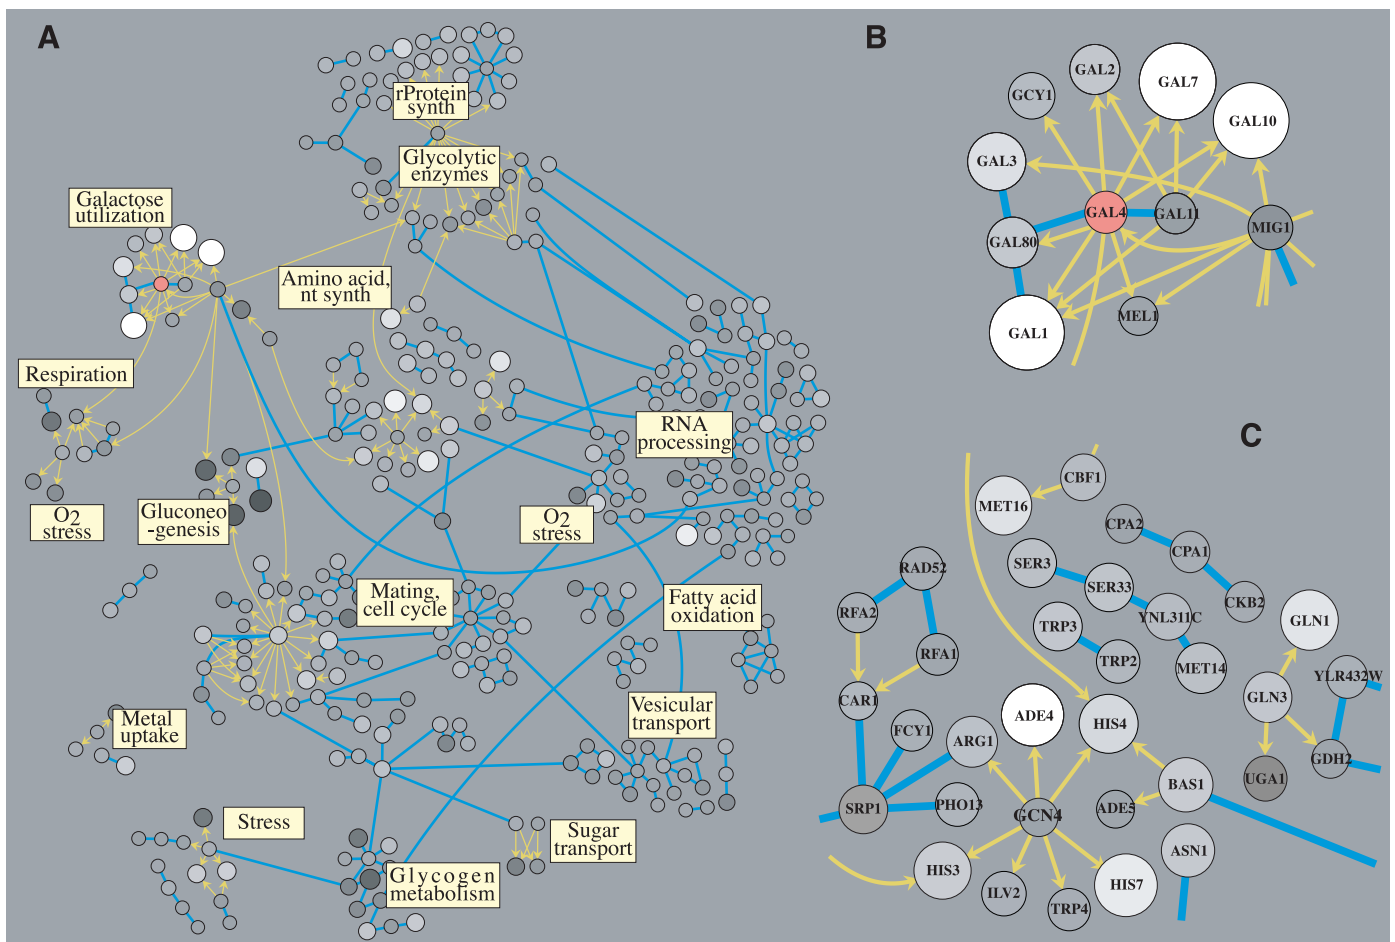 A
rProtein
synth
Glycolytic
enzymes
Galactose
utilization
Amino acid,
nt synth
Respiration
RNA
processing
O2
stress
Gluconeo
-genesis
O2
stress
Mating,
cell cycle
Fatty acid
oxidation
Metal
uptake
Vesicular
transport
Stress
Sugar
transport
Glycogen
metabolism
B
GCY1
GAL2
GAL7
GAL10
GAL3
GAL4
GAL11
MIG1
GAL80
GAL1
MEL1
C
CBF1
MET16
CPA2
CPA1
CKB2
SER3
SER33
YNL311C
MET14
TRP3
TRP2
RAD52
RFA2
RFA1
CAR1
GLN1
YLR432W
GLN3
GDH2
UGA1
FCY1
ARG1
ADE4
HIS4
BAS1
ADE5
SRP1
PHO13
GCN4
ASN1
HIS3
ILV2
TRP4
HIS7